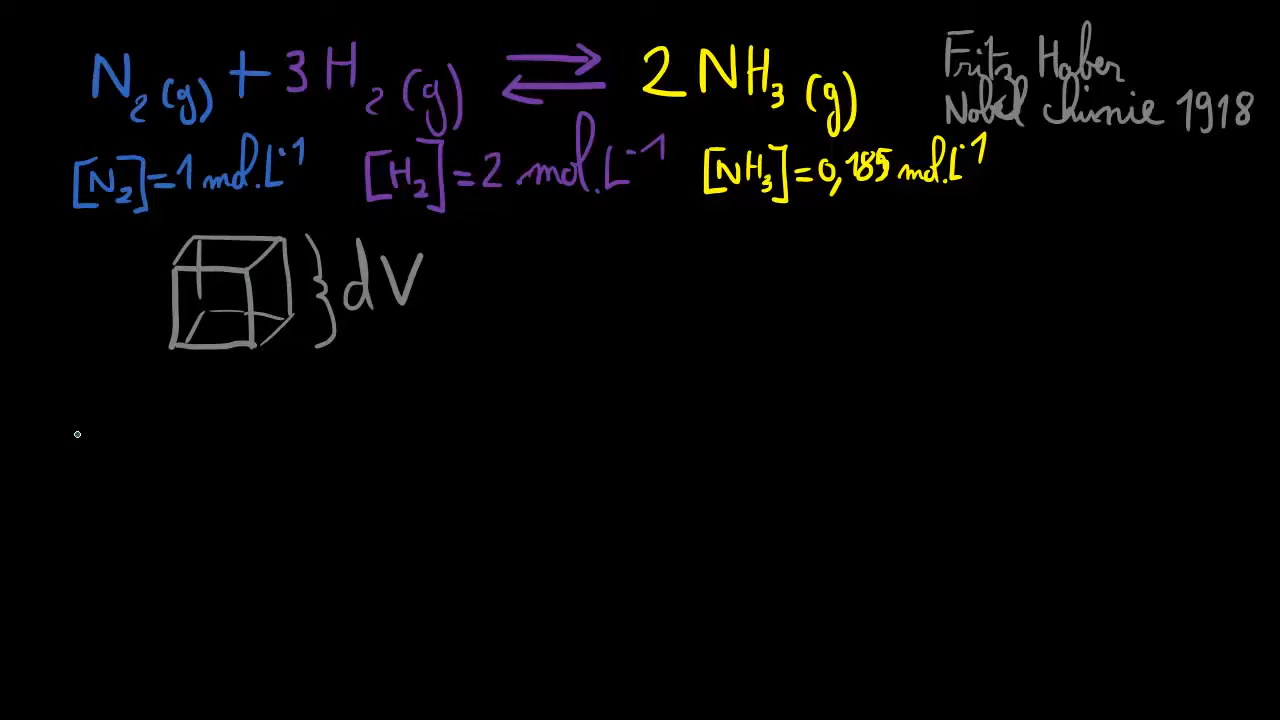 N₂ (g) + 3 H₂ (g) ⇌ 2 NH₃ (g)
Fritz Haber
Nobel chimie 1918
[N₂] = 1 mol.L⁻¹ [H₂] = 2 mol.L⁻¹ [NH₃] = 0,185 mol.L⁻¹
} dV